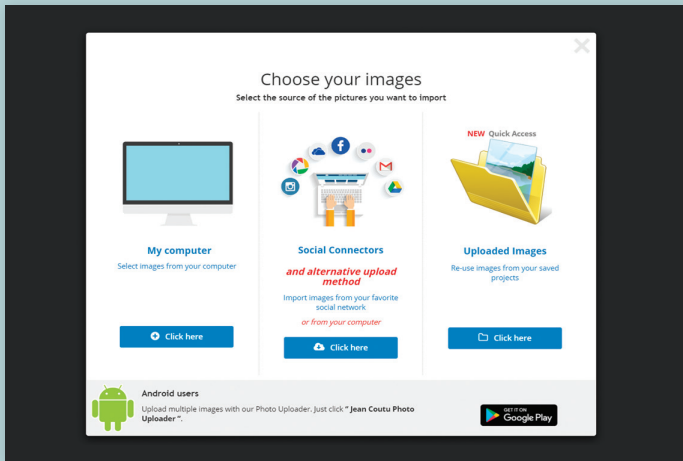 Choose your images
Select the source of the pictures you want to import
My computer
Select images from your computer
Click here
Social Connectors
and alternative upload
method
Import images from your favorite
social network
or from your computer
Click here
NEW Quick Access
Uploaded Images
Re-use images from your saved
projects
Click here
Android users
Upload multiple images with our Photo Uploader. Just click " Jean Coutu Photo
Uploader ".
GET IT ON
Google Play